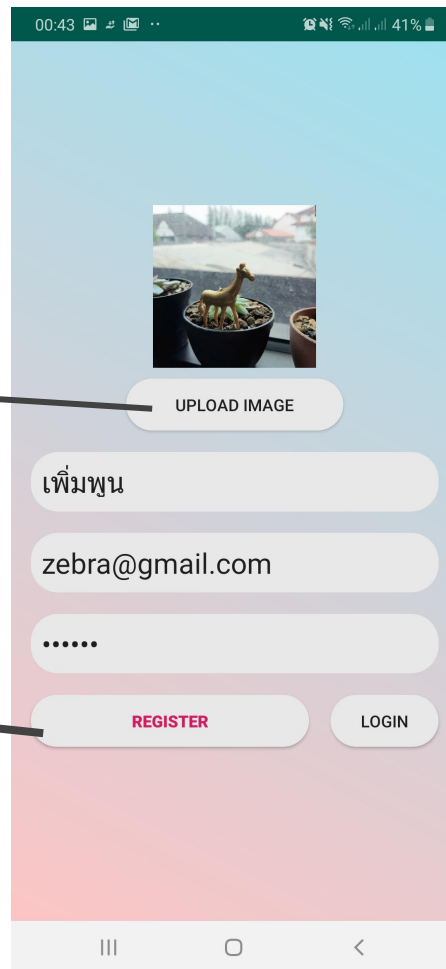 00:43
41%
UPLOAD IMAGE
เพิ่มพูน
zebra@gmail.com
••••••
REGISTER LOGIN